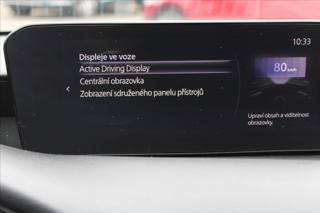 10:33
Displeje ve voze
Active Driving Display
Centrální obrazovka
Zobrazení sdruženého panelu přístrojů
80 km/h
Upraví obsah a viditelnost
obrazovky.